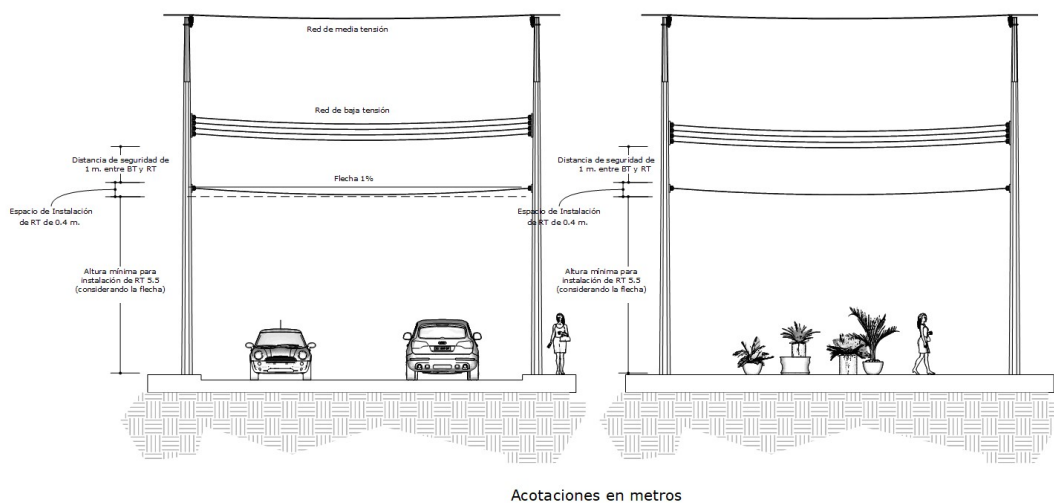 Red de media tensión
Red de baja tensión
Distancia de seguridad de
1 m. entre BT y RT
Flecha 1%
Espacio de Instalación
de RT de 0.4 m.
Altura mínima para
instalación de RT 5.5
(considerando la flecha)
Distancia de seguridad de
1 m. entre BT y RT
Espacio de Instalación
de RT de 0.4 m.
Altura mínima para
instalación de RT 5.5
(considerando la flecha)
Acotaciones en metros